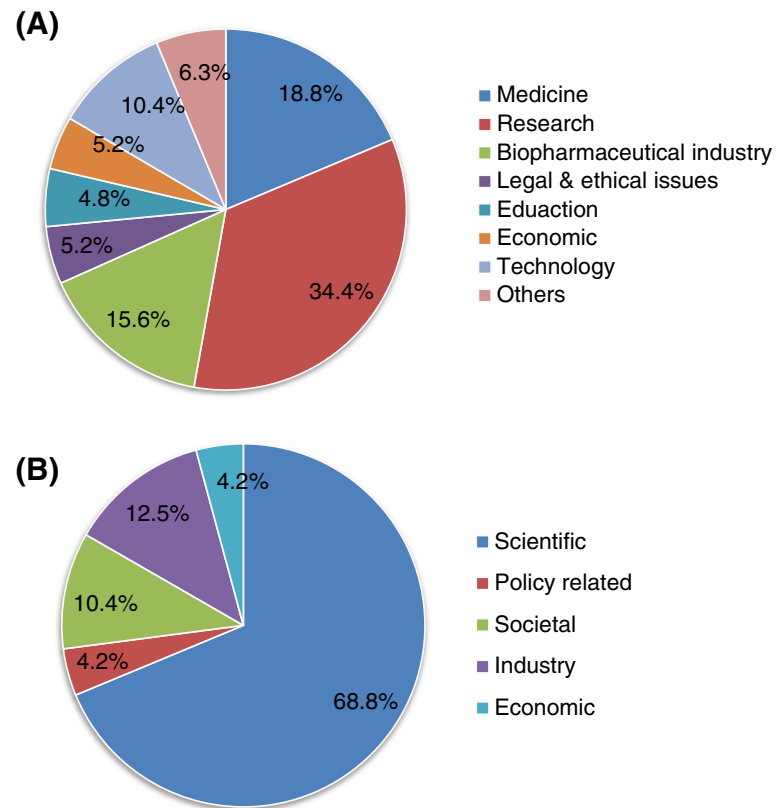 (A)
6.3%
18.8%
10.4%
5.2%
4.8%
5.2%
15.6%
34.4%
Medicine
Research
Biopharmaceutical industry
Legal & ethical issues
Eduaction
Economic
Technology
Others
(B)
4.2%
12.5%
10.4%
4.2%
68.8%
Scientific
Policy related
Societal
Industry
Economic